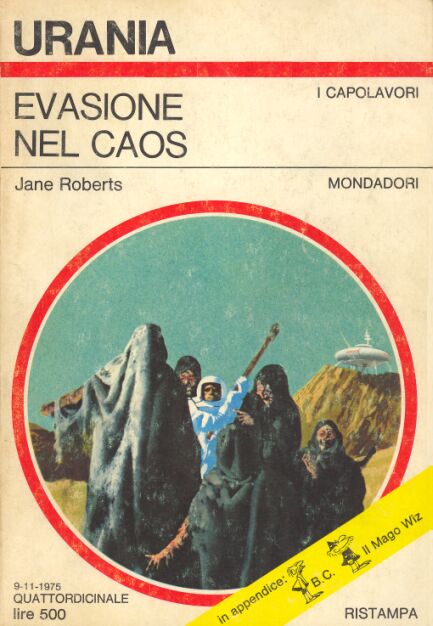 URANIA
I CAPOLAVORI
EVASIONE
NEL CAOS
Jane Roberts
MONDADORI
in appendice:
B.C.
Il Mago Wiz
9-11-1975
QUATTORDICINALE
lire 500
RISTAMPA